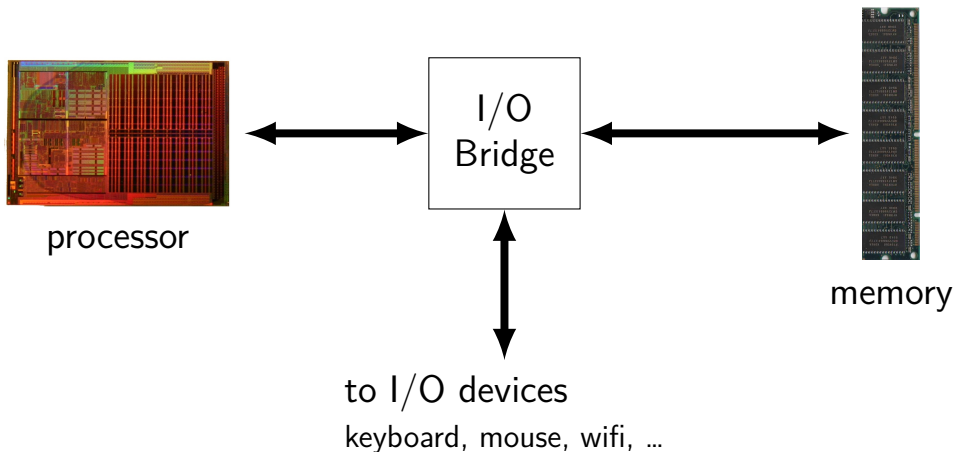 I/O
Bridge
processor
memory
to I/O devices
keyboard, mouse, wifi, ...